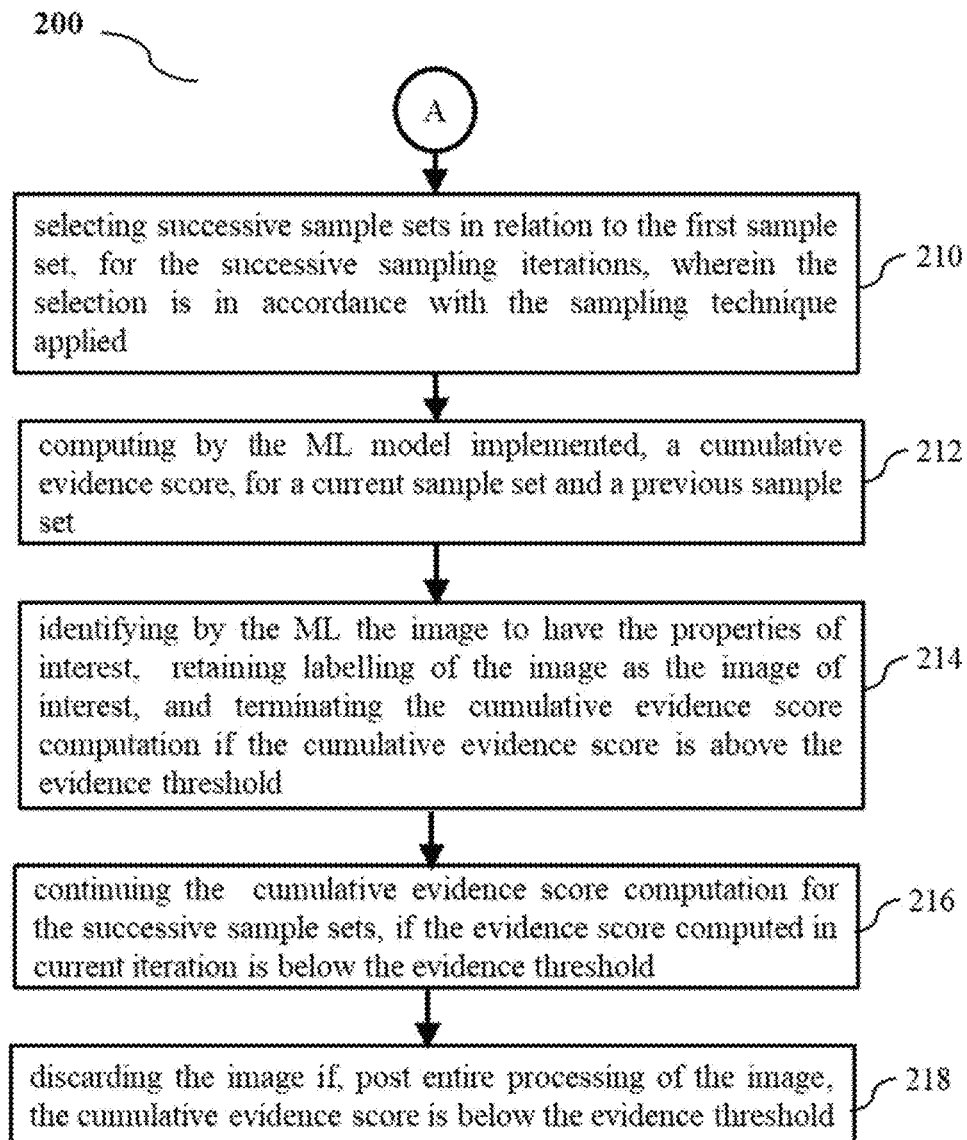 200
A
selecting successive sample sets in relation to the first sample
set, for the successive sampling iterations, wherein the
selection is in accordance with the sampling technique
applied
210
computing by the ML model implemented, a cumulative
evidence score, for a current sample set and a previous sample
set
212
identifying by the ML the image to have the properties of
interest, retaining labelling of the image as the image of
interest, and terminating the cumulative evidence score
computation if the cumulative evidence score is above the
evidence threshold
214
continuing the cumulative evidence score computation for
the successive sample sets, if the evidence score computed in
current iteration is below the evidence threshold
216
discarding the image if, post entire processing of the image,
the cumulative evidence score is below the evidence threshold
218